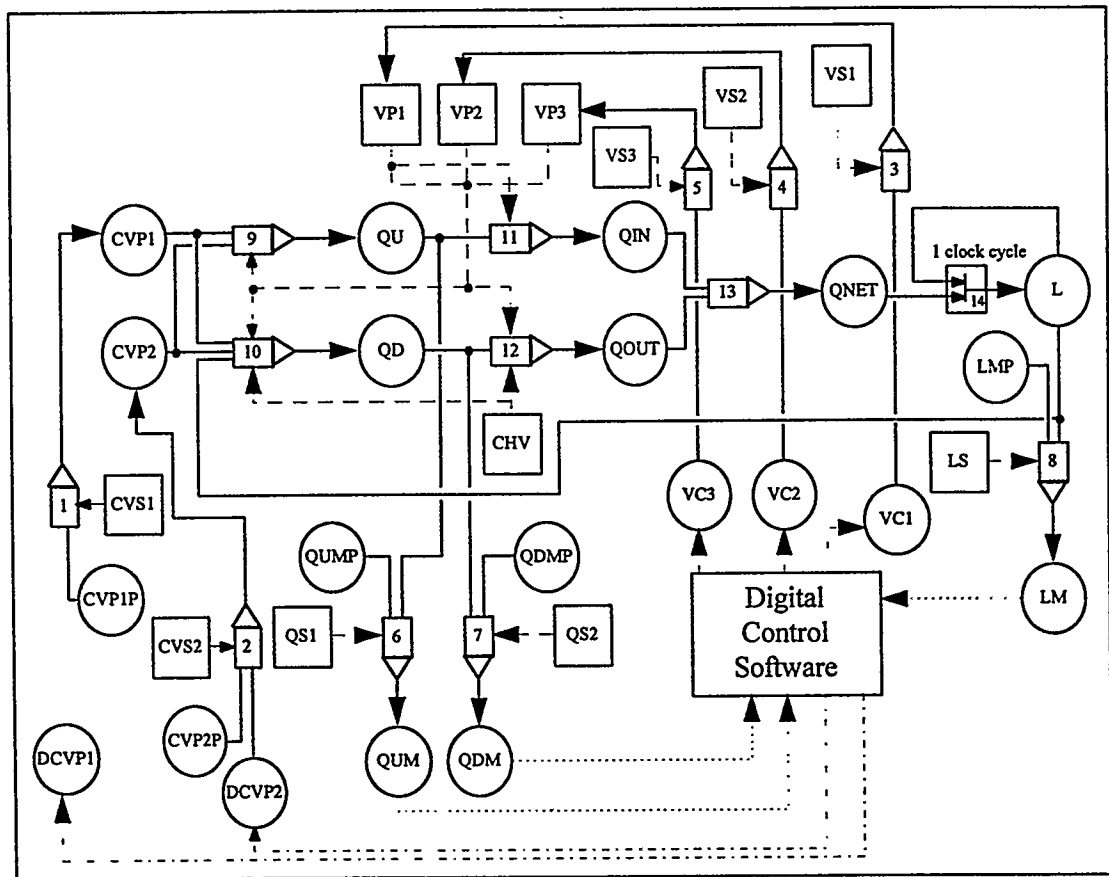 VS1
VP1
VP2
VP3
VS2
VS3
5
4
3
CVP1
9
QU
11
QIN
1 clock cycle
13
QNET
14
L
CVP2
10
QD
12
QOUT
LMP
CHV
LS
8
1
CVS1
VC3
VC2
VC1
QUMP
QDMP
CVP1P
Digital
Control
Software
LM
CVS2
2
QS1
6
7
QS2
CVP2P
DCVP1
DCVP2
QUM
QDM